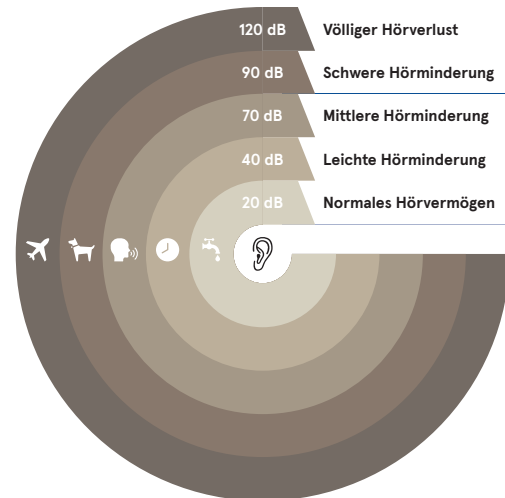 120 dB Völliger Hörverlust
90 dB Schwere Hörminderung
70 dB Mittlere Hörminderung
40 dB Leichte Hörminderung
20 dB Normales Hörvermögen